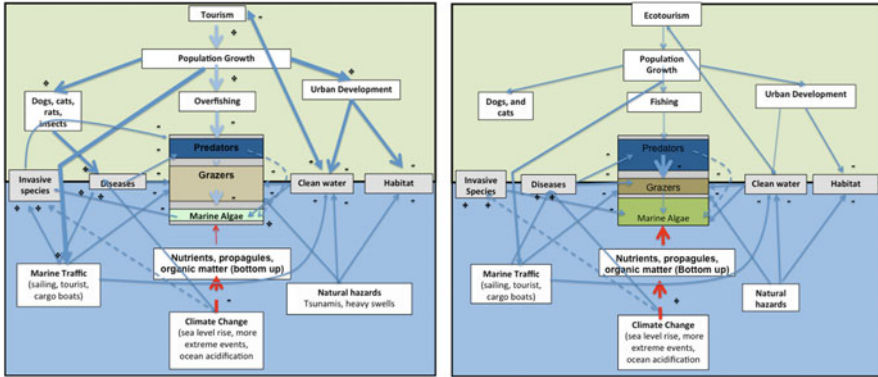 Tourism
Population Growth
Dogs, cats,
rats,
insects
Overfishing
Urban Development
Predators
Invasive
species
Diseases
Grazers
Clean water
Habitat
Marine Algae
Nutrients, propagules,
organic matter (bottom up)
Marine Traffic
(sailing, tourist,
cargo boats)
Natural hazards
Tsunamis, heavy swells
Climate Change
(sea level rise, more
extreme events,
ocean acidification
Ecotourism
Population
Growth
Dogs, and
cats
Fishing
Urban Development
Predators
Invasive
Species
Diseases
Grazers
Clean water
Habitat
Marine Algae
Nutrients, propagules,
organic matter (Bottom up)
Marine Traffic
(sailing, tourist,
cargo boats)
Natural
hazards
Climate Change
(sea level rise, more
extreme events,
ocean acidification